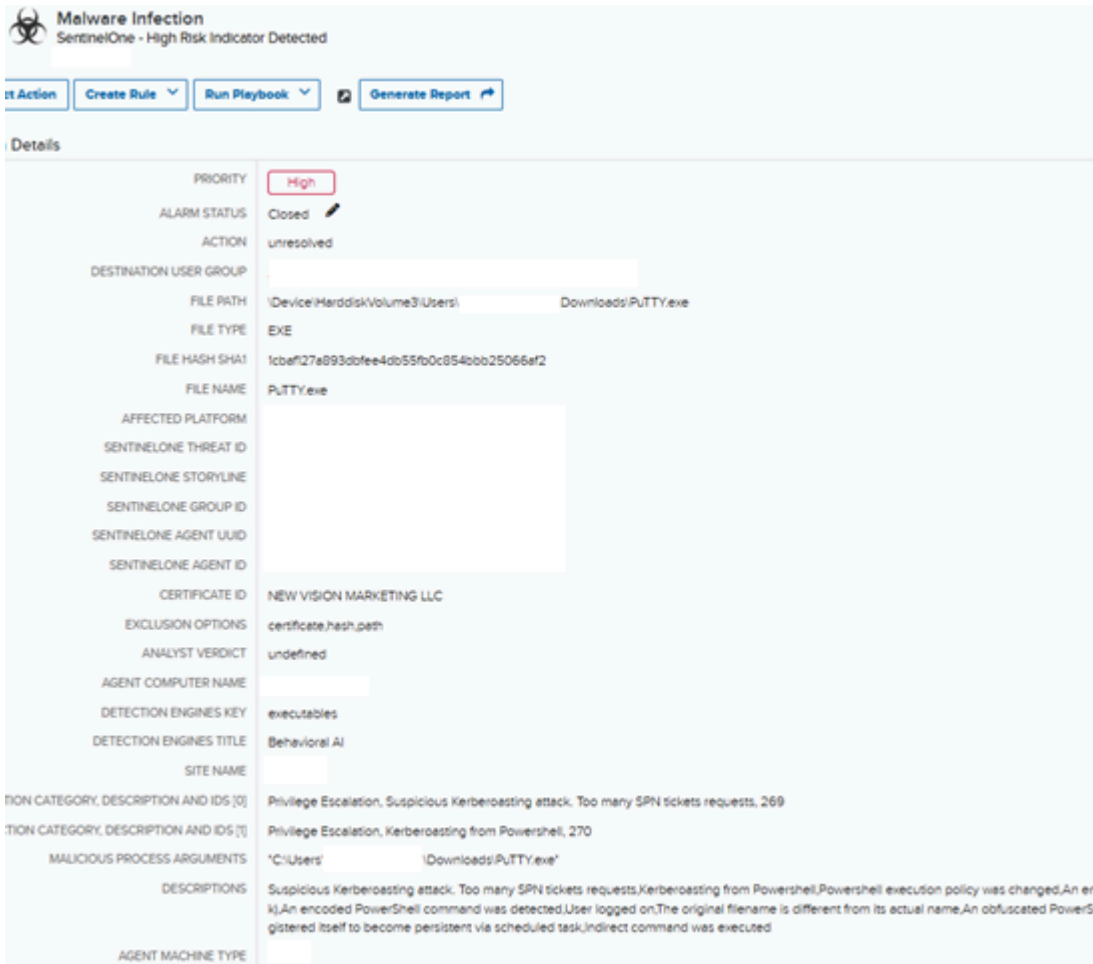 Malware Infection
SentinelOne - High Risk Indicator Detected
ct Action Create Rule Run Playbook Generate Report
Details
PRIORITY High
ALARM STATUS Closed
ACTION unresolved
DESTINATION USER GROUP
FILE PATH \Device\HarddiskVolume3\Users\ Downloads\PuTTY.exe
FILE TYPE EXE
FILE HASH SHA1 1cbaf127a893dbfee4db55fb0c854bbb25066af2
FILE NAME PuTTY.exe
AFFECTED PLATFORM
SENTINELONE THREAT ID
SENTINELONE STORYLINE
SENTINELONE GROUP ID
SENTINELONE AGENT UUID
SENTINELONE AGENT ID
CERTIFICATE ID NEW VISION MARKETING LLC
EXCLUSION OPTIONS certificate,hash,path
ANALYST VERDICT undefined
AGENT COMPUTER NAME
DETECTION ENGINES KEY executables
DETECTION ENGINES TITLE Behavioral AI
SITE NAME
TION CATEGORY, DESCRIPTION AND IDS [0] Privilege Escalation, Suspicious Kerberoasting attack. Too many SPN tickets requests, 269
CTION CATEGORY, DESCRIPTION AND IDS [1] Privilege Escalation, Kerberoasting from Powershell, 270
MALICIOUS PROCESS ARGUMENTS "C:\Users\ \Downloads\PuTTY.exe"
DESCRIPTIONS Suspicious Kerberoasting attack. Too many SPN tickets requests,Kerberoasting from Powershell,Powershell execution policy was changed,An er
k),An encoded PowerShell command was detected,User logged on,The original filename is different from its actual name,An obfuscated PowerS
gistered itself to become persistent via scheduled task,Indirect command was executed
AGENT MACHINE TYPE